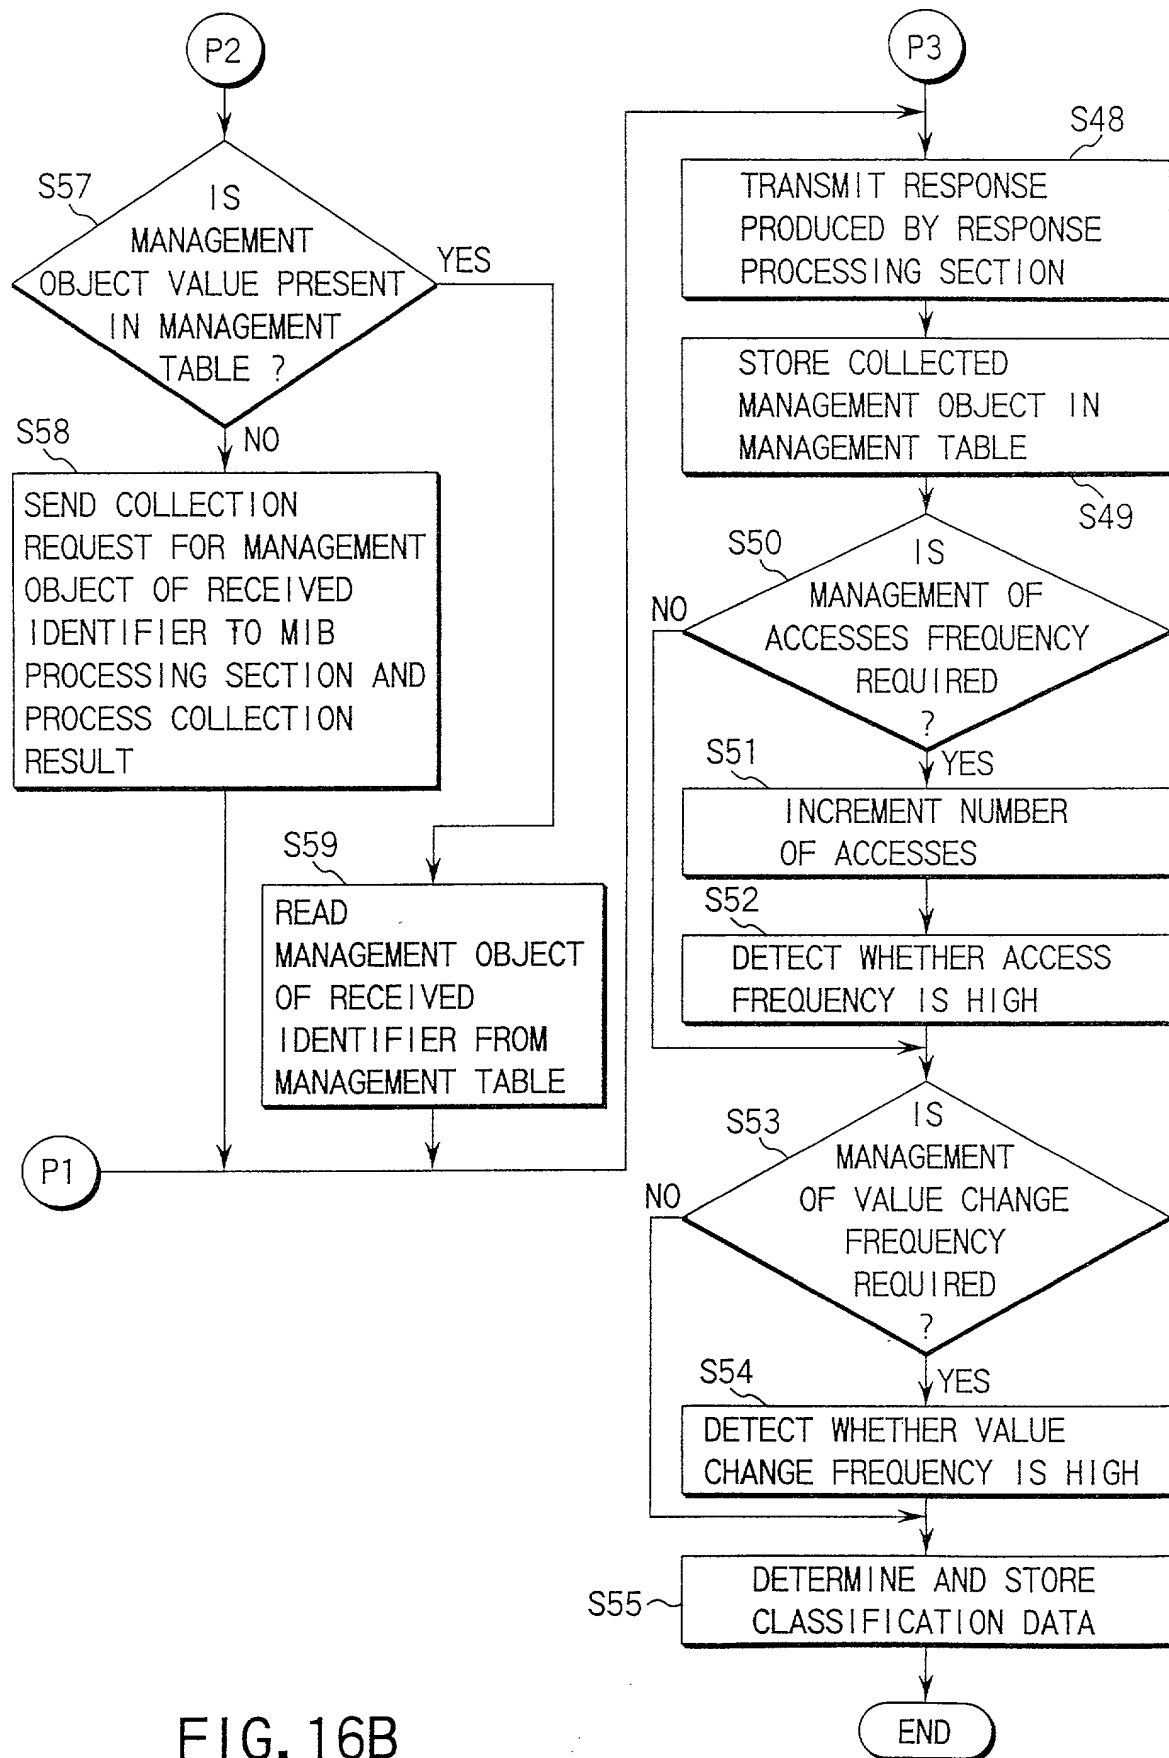 P2
S57
IS
MANAGEMENT
OBJECT VALUE PRESENT
IN MANAGEMENT
TABLE ?
YES
NO
S58
SEND COLLECTION
REQUEST FOR MANAGEMENT
OBJECT OF RECEIVED
IDENTIFIER TO MIB
PROCESSING SECTION AND
PROCESS COLLECTION
RESULT
S59
READ
MANAGEMENT OBJECT
OF RECEIVED
IDENTIFIER FROM
MANAGEMENT TABLE
P1
P3
S48
TRANSMIT RESPONSE
PRODUCED BY RESPONSE
PROCESSING SECTION
STORE COLLECTED
MANAGEMENT OBJECT IN
MANAGEMENT TABLE
S49
S50
IS
MANAGEMENT OF
ACCESSES FREQUENCY
REQUIRED
?
NO
YES
S51
INCREMENT NUMBER
OF ACCESSES
S52
DETECT WHETHER ACCESS
FREQUENCY IS HIGH
S53
IS
MANAGEMENT
OF VALUE CHANGE
FREQUENCY
REQUIRED
?
NO
YES
S54
DETECT WHETHER VALUE
CHANGE FREQUENCY IS HIGH
S55
DETERMINE AND STORE
CLASSIFICATION DATA
END
FIG. 16B